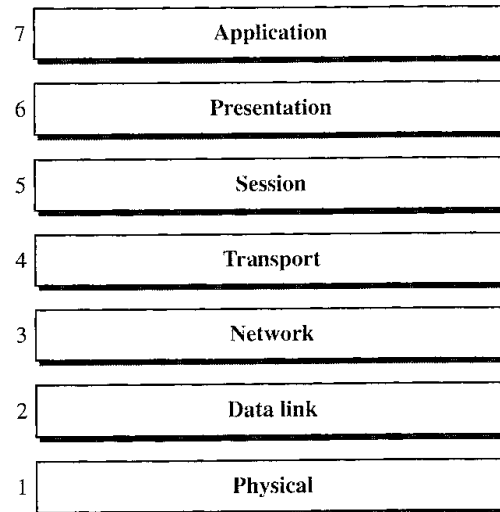 7 Application
6 Presentation
5 Session
4 Transport
3 Network
2 Data link
1 Physical